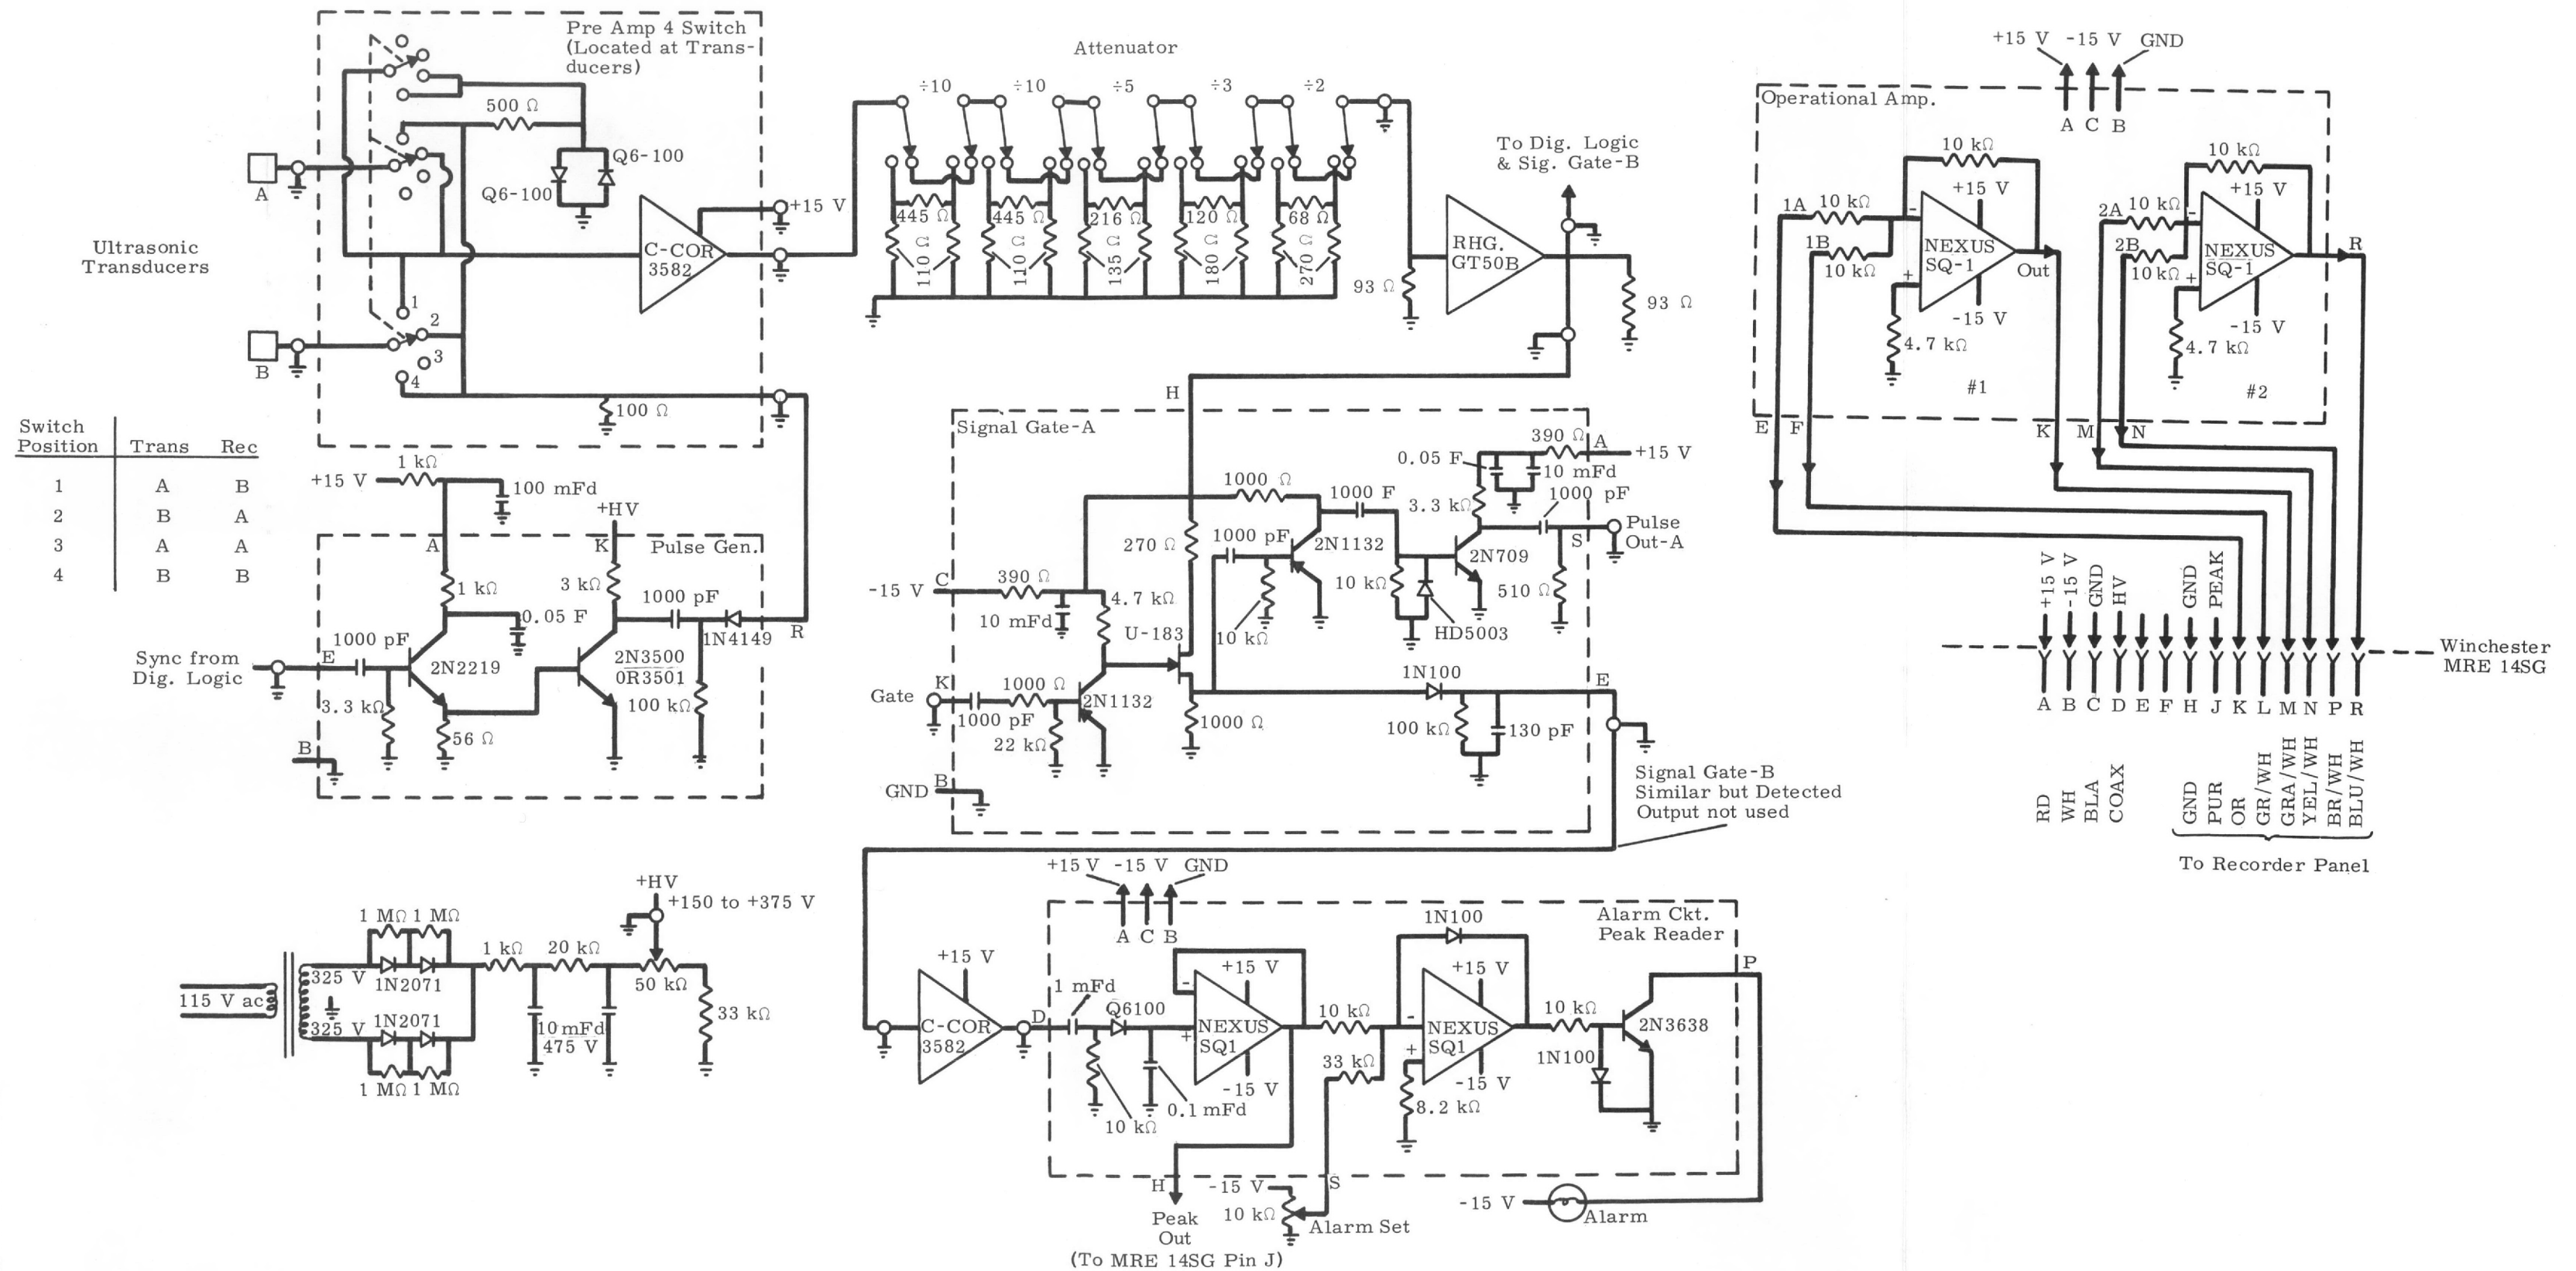 Pre Amp 4 Switch
(Located at Trans-
ducers)
500 Ω
Q6-100
Q6-100
A
Ultrasonic
Transducers
B
C-COR
3582
+15 V
1
2
3
4
100 Ω
Switch
Position Trans Rec
1 A B
2 B A
3 A A
4 B B
Attenuator
÷10 ÷10 ÷5 ÷3 ÷2
445 Ω 445 Ω 216 Ω 120 Ω 68 Ω
110 Ω 110 Ω 135 Ω 180 Ω 270 Ω
93 Ω
RHG.
GT50B
93 Ω
To Dig. Logic
& Sig. Gate-B
H
+15 V -15 V GND
A C B
Operational Amp.
10 kΩ
+15 V
1A 10 kΩ
1B
10 kΩ
-
+
NEXUS
SQ-1
Out
-15 V
4.7 kΩ
#1
10 kΩ
+15 V
2A 10 kΩ
2B
10 kΩ
-
+
NEXUS
SQ-1
R
-15 V
4.7 kΩ
#2
E F K M N
+15 V
-15 V
GND
HV
GND
PEAK
Winchester
MRE 14SG
A B C D E F H J K L M N P R
RD
WH
BLA
COAX
GND
PUR
OR
GR/WH
GRA/WH
YEL/WH
BR/WH
BLU/WH
To Recorder Panel
1 kΩ
+15 V
100 mFd
+HV
A
K
Pulse Gen.
1 kΩ
3 kΩ
1000 pF
0.05 F
1N4149
R
1000 pF
Sync from
Dig. Logic
E
2N2219
2N3500
0R3501
3.3 kΩ
100 kΩ
56 Ω
B
Signal Gate-A
390 Ω
A
+15 V
0.05 F
10 mFd
1000 Ω
1000 F
3.3 kΩ
1000 pF
Pulse
Out-A
S
270 Ω
1000 pF
2N1132
2N709
10 kΩ
510 Ω
-15 V
C
390 Ω
4.7 kΩ
10 mFd
U-183
10 kΩ
HD5003
1N100
E
Gate
K
1000 Ω
2N1132
1000 pF
22 kΩ
1000 Ω
100 kΩ
130 pF
GND
B
Signal Gate-B
Similar but Detected
Output not used
+HV
+150 to +375 V
1 MΩ 1 MΩ
325 V
1N2071
115 V ac
325 V
1N2071
1 MΩ 1 MΩ
1 kΩ
20 kΩ
50 kΩ
10 mFd
475 V
33 kΩ
+15 V -15 V GND
A C B
Alarm Ckt.
Peak Reader
+15 V
C-COR
3582
D
1 mFd
Q6100
10 kΩ
0.1 mFd
-
+
+15 V
NEXUS
SQ1
-15 V
10 kΩ
33 kΩ
1N100
-
+
+15 V
NEXUS
SQ1
-15 V
8.2 kΩ
10 kΩ
1N100
2N3638
P
H
Peak
Out
(To MRE 14SG Pin J)
S
-15 V
10 kΩ
Alarm Set
-15 V
Alarm